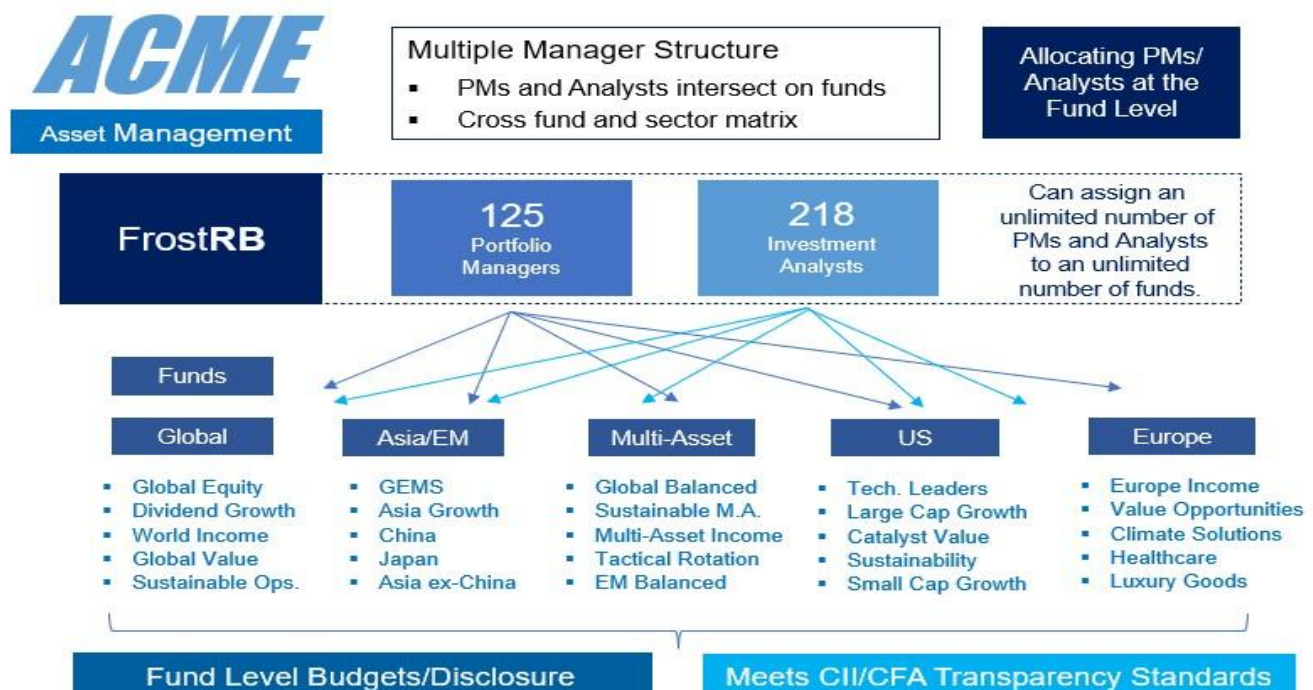 ACME
Asset Management
Multiple Manager Structure
▪ PMs and Analysts intersect on funds
▪ Cross fund and sector matrix
Allocating PMs/
Analysts at the
Fund Level
FrostRB
125
Portfolio
Managers
218
Investment
Analysts
Can assign an
unlimited number of
PMs and Analysts
to an unlimited
number of funds.
Funds
Global
▪ Global Equity
▪ Dividend Growth
▪ World Income
▪ Global Value
▪ Sustainable Ops.
Asia/EM
▪ GEMS
▪ Asia Growth
▪ China
▪ Japan
▪ Asia ex-China
Multi-Asset
▪ Global Balanced
▪ Sustainable M.A.
▪ Multi-Asset Income
▪ Tactical Rotation
▪ EM Balanced
US
▪ Tech. Leaders
▪ Large Cap Growth
▪ Catalyst Value
▪ Sustainability
▪ Small Cap Growth
Europe
▪ Europe Income
▪ Value Opportunities
▪ Climate Solutions
▪ Healthcare
▪ Luxury Goods
Fund Level Budgets/Disclosure
Meets CII/CFA Transparency Standards